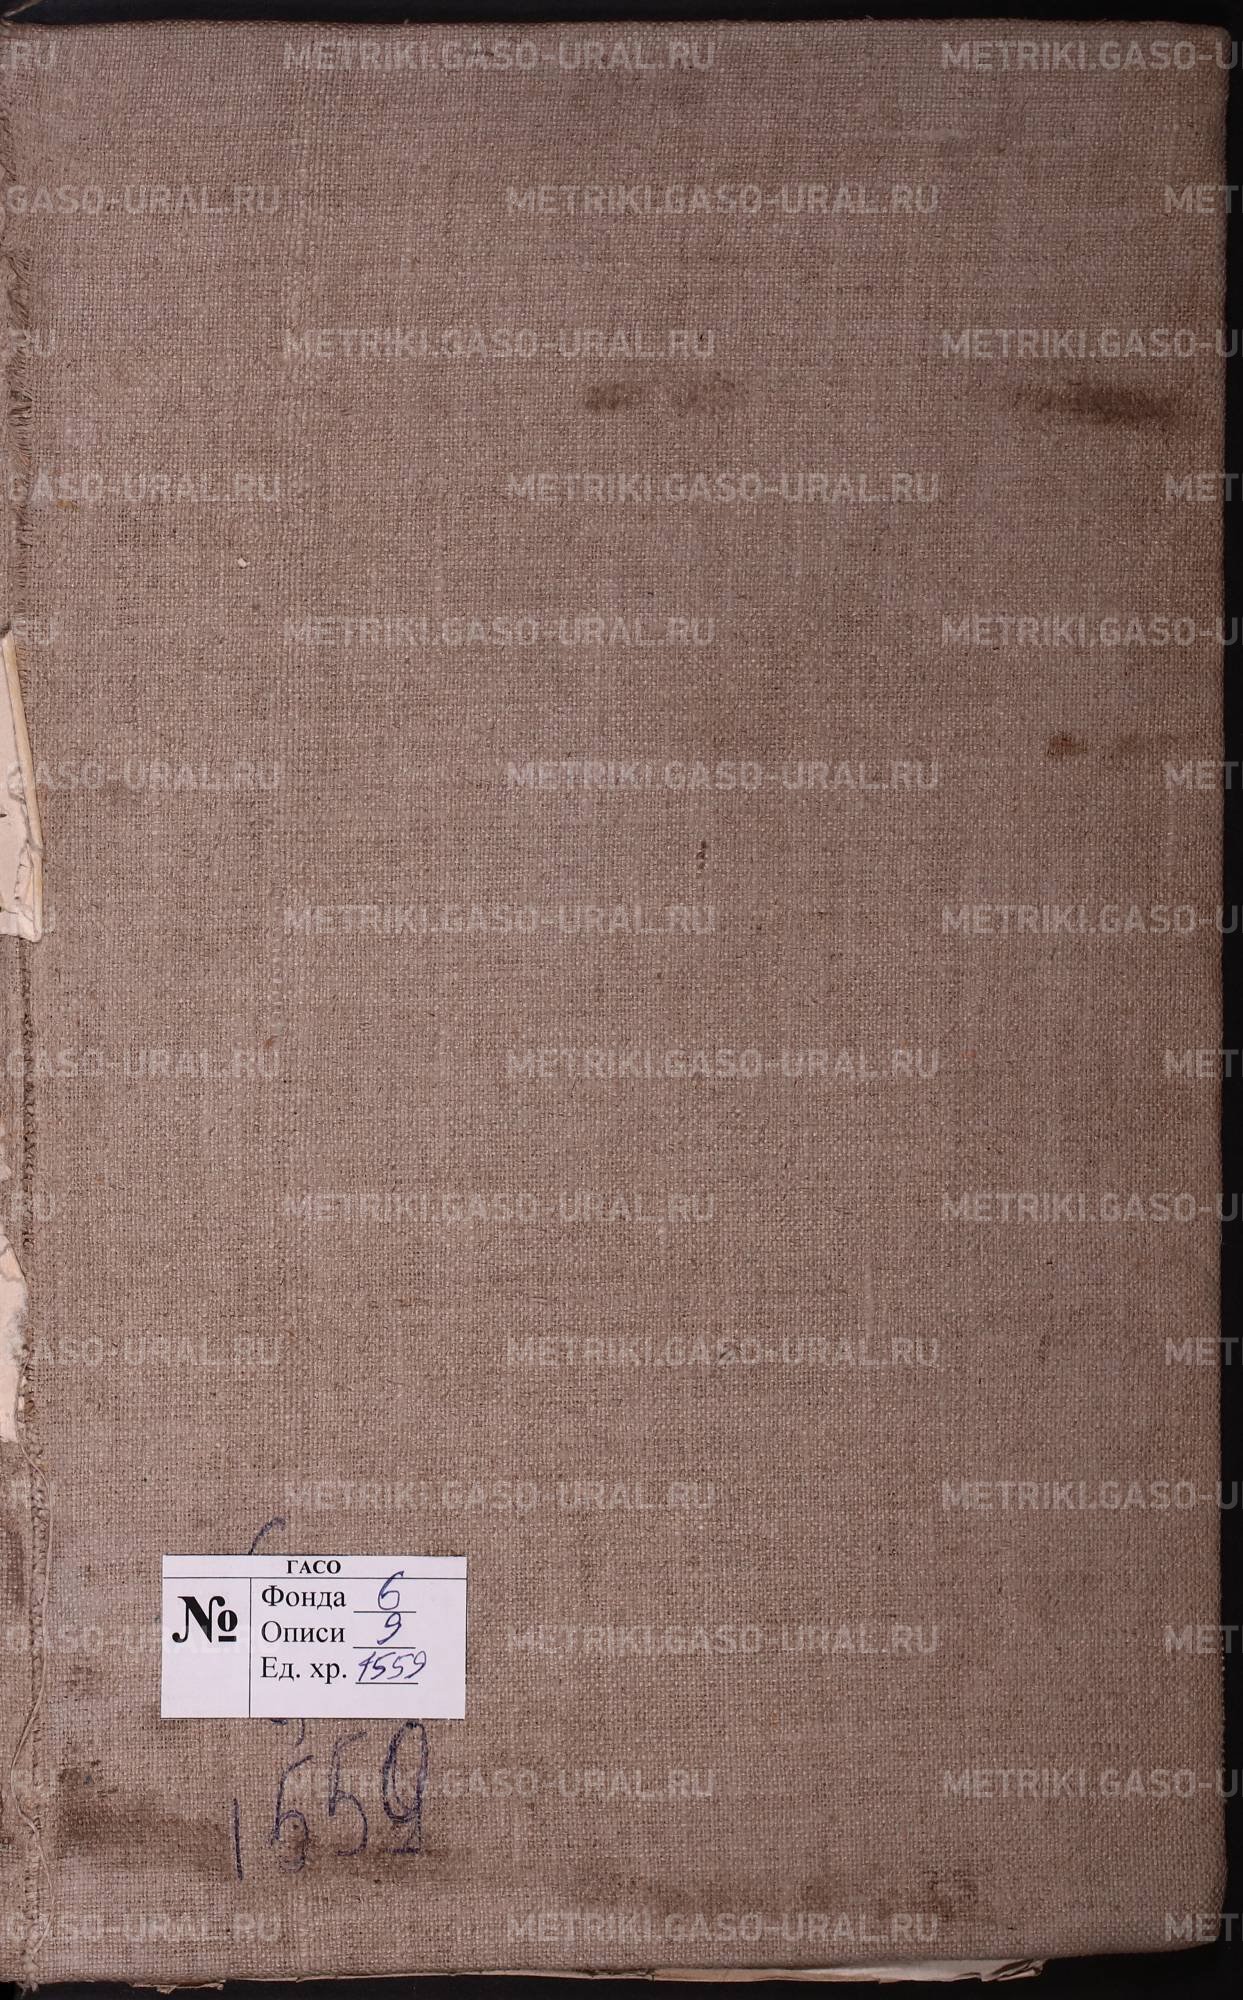 ГАСО
№
Фонда 6
Описи 9
Ед. хр. 1559
1559